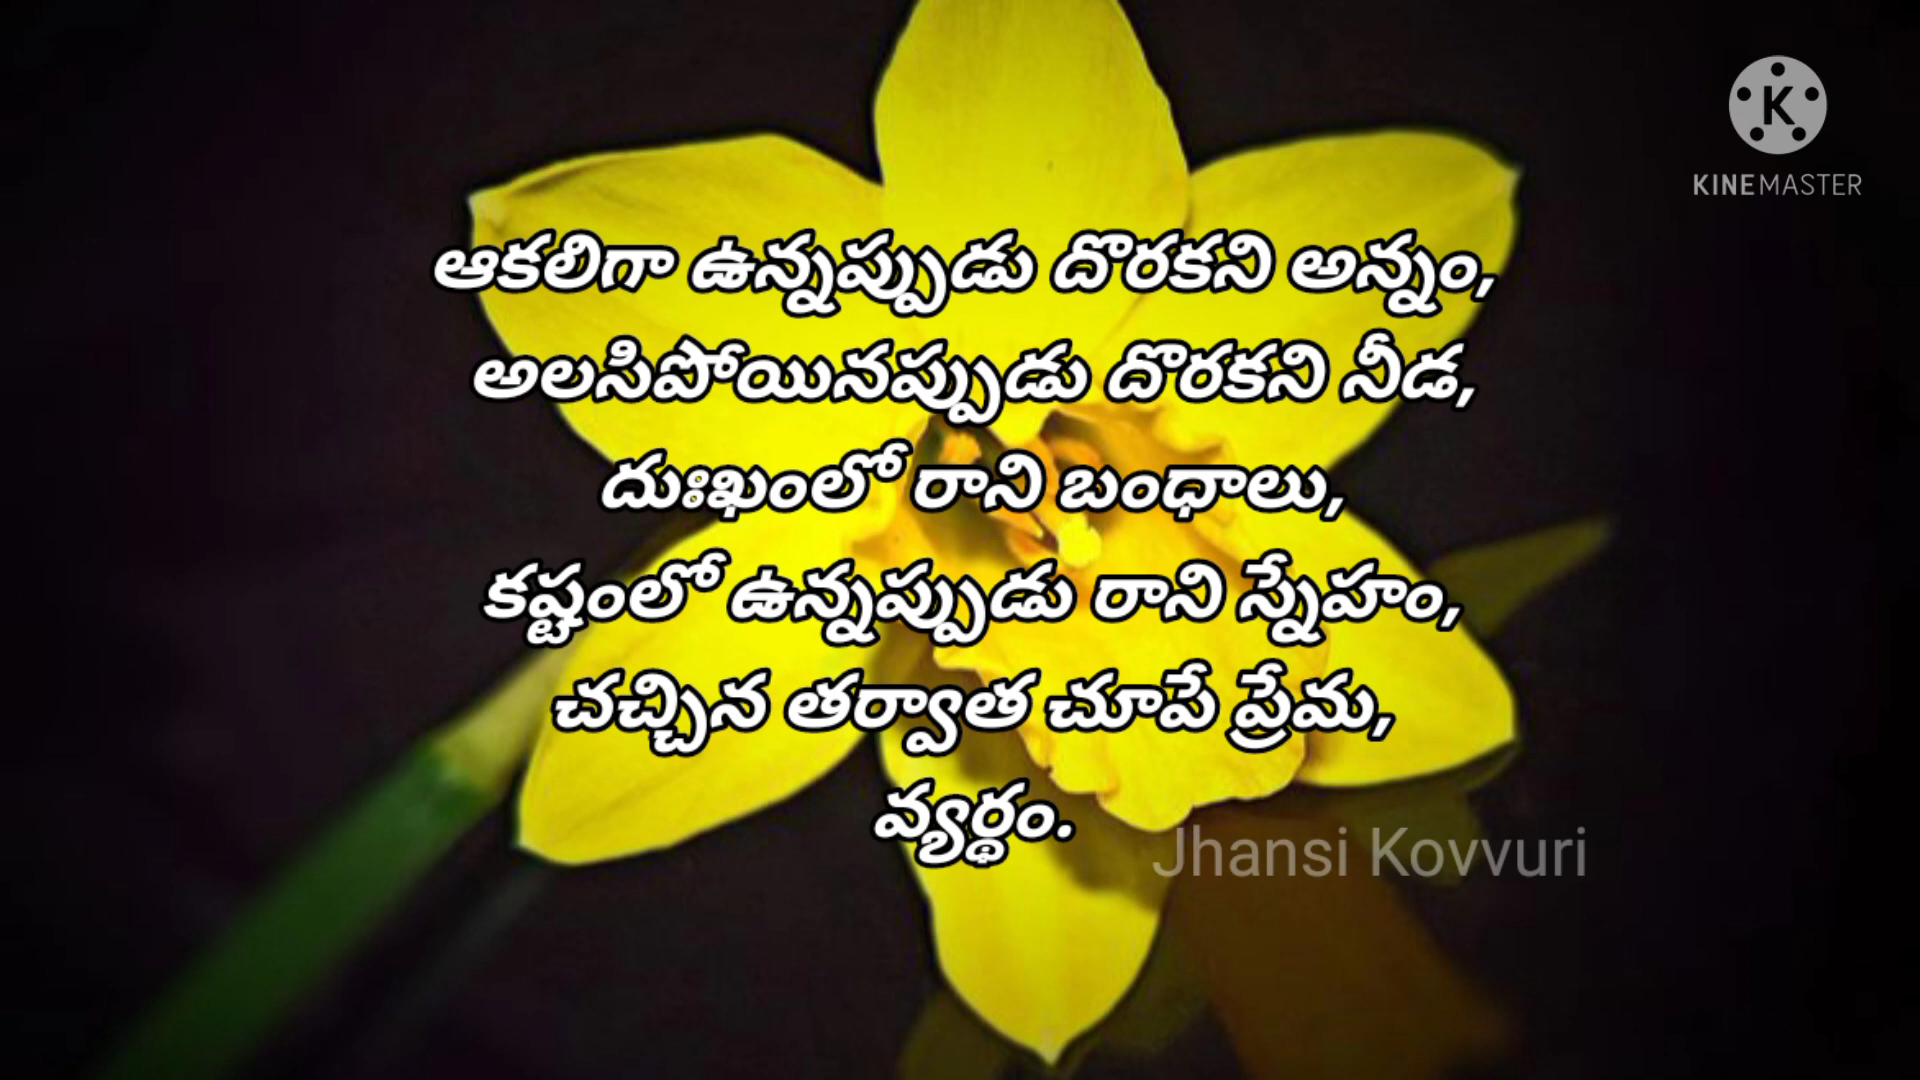 KINEMASTER
ఆకలిగా ఉన్నప్పుడు దొరకని అన్నం,
అలసిపోయినప్పుడు దొరకని నీడ,
దుఃఖంలో రాని బంధాలు,
కష్టంలో ఉన్నప్పుడు రాని స్నేహం,
చచ్చిన తర్వాత చూపే ప్రేమ,
వ్యర్థం.
Jhansi Kovvuri